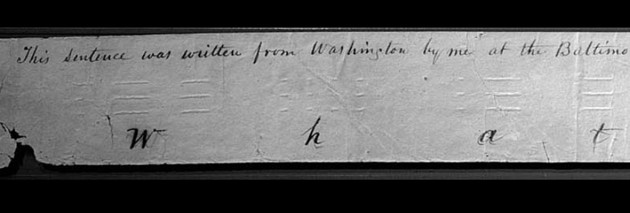 This sentence was written from Washington by me at the Baltimo
W h a t